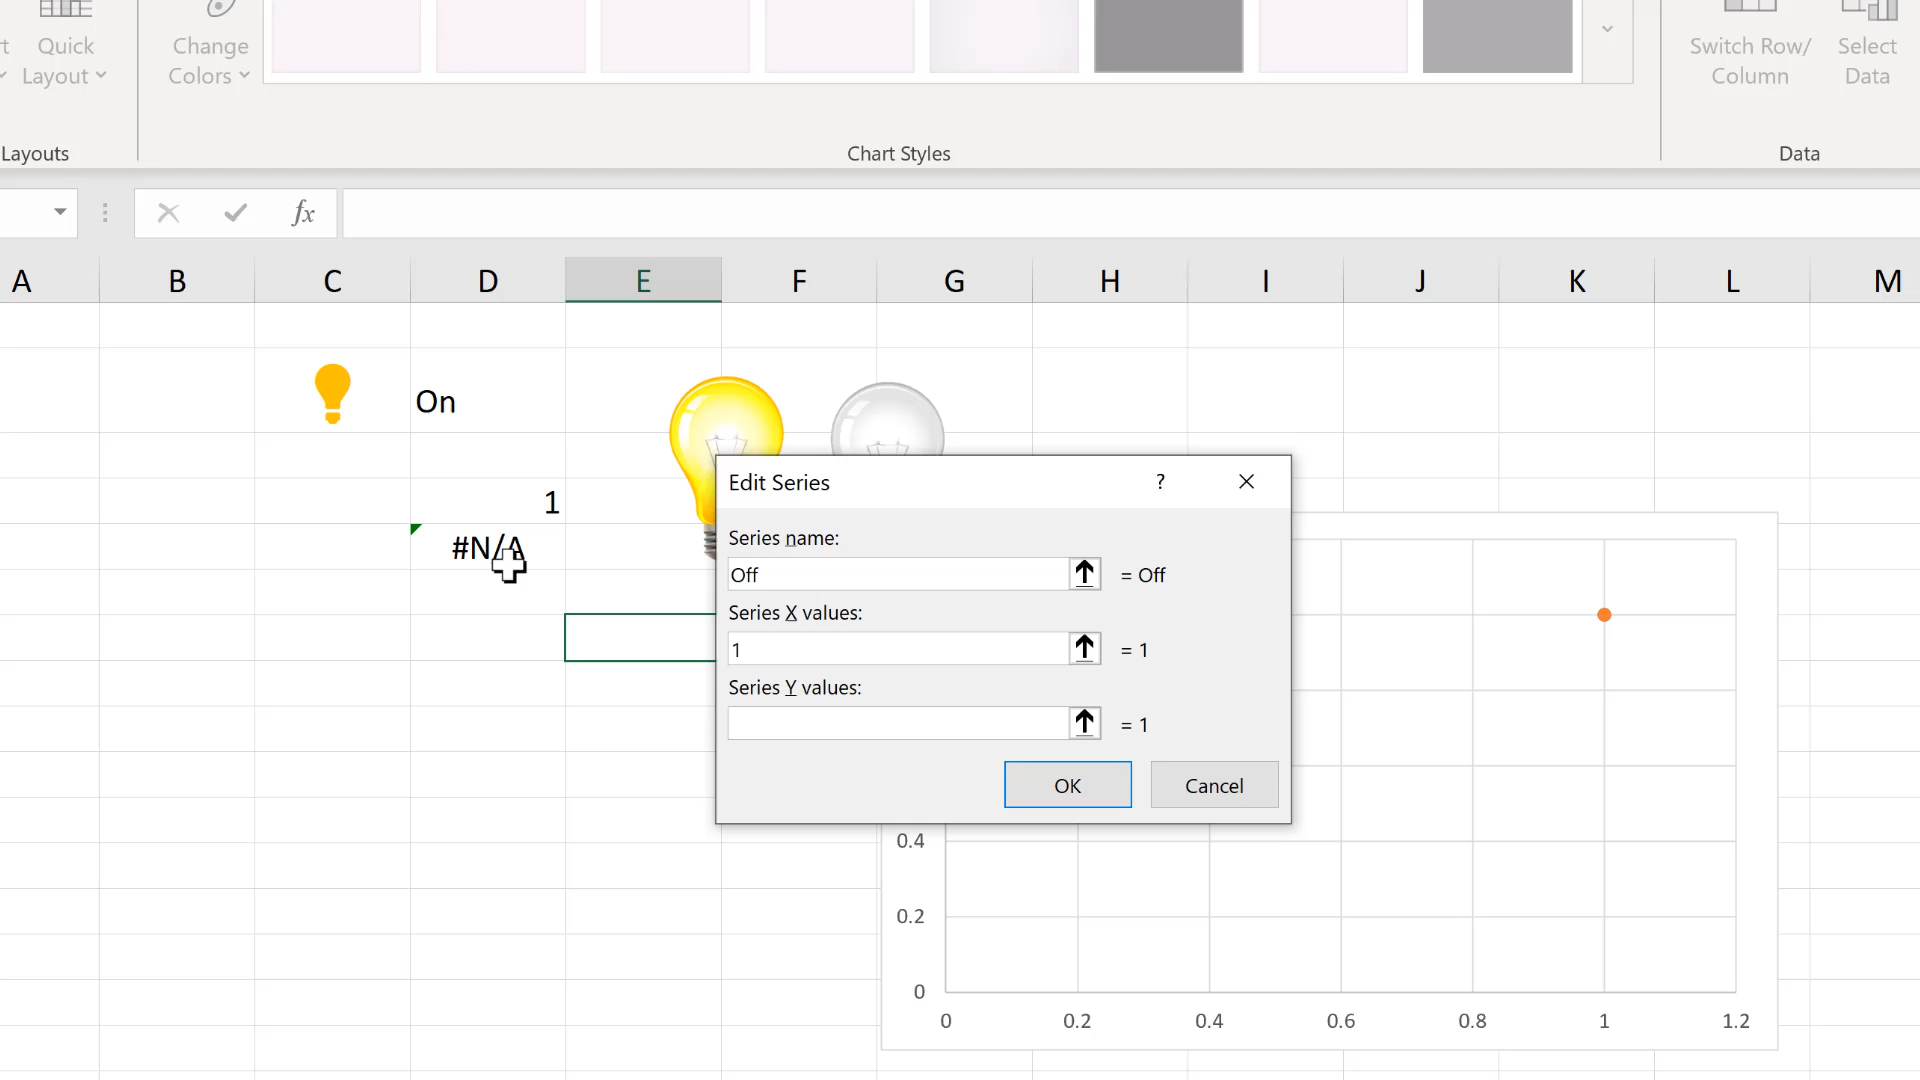 t Quick Layout
Change Colors
Switch Row/ Column
Select Data
Layouts
Chart Styles
Data
fx
A B C D E F G H I J K L M
On
1
#N/A
Edit Series ?
Series name:
Off = Off
Series X values:
1 = 1
Series Y values:
= 1
OK Cancel
0.4
0.2
0
0 0.2 0.4 0.6 0.8 1 1.2